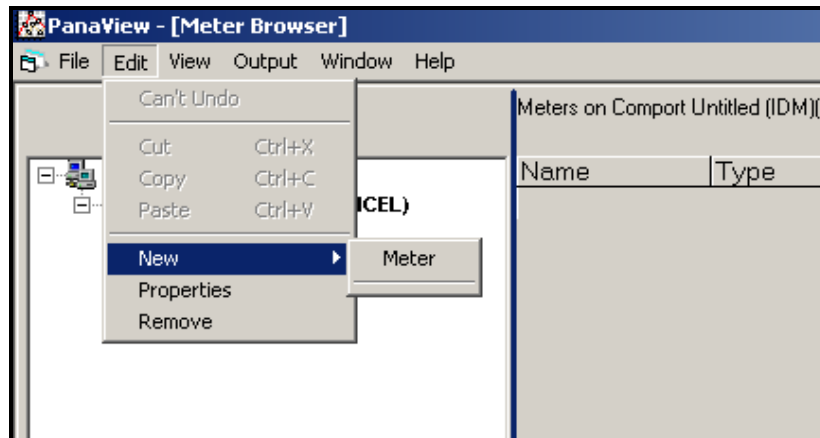 PanaView - [Meter Browser]
File Edit View Output Window Help
Can't Undo
Meters on Comport Untitled (IDM)(
Cut Ctrl+X
Name Type
Copy Ctrl+C
Paste Ctrl+V
ICEL)
New Meter
Properties
Remove